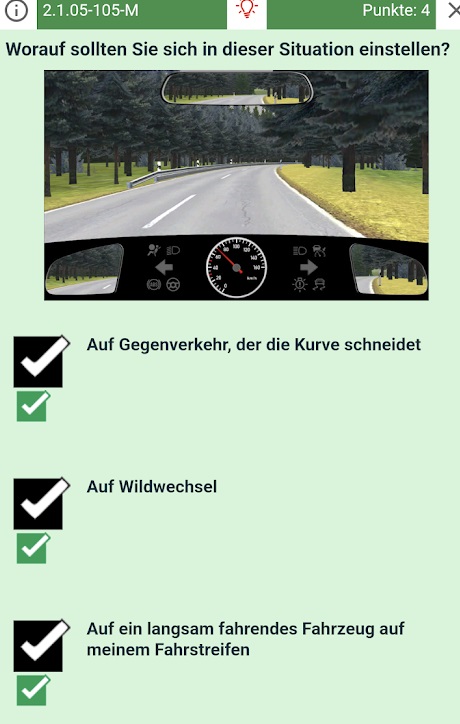 2.1.05-105-M
Punkte: 4
Worauf sollten Sie sich in dieser Situation einstellen?
Auf Gegenverkehr, der die Kurve schneidet
Auf Wildwechsel
Auf ein langsam fahrendes Fahrzeug auf
meinem Fahrstreifen